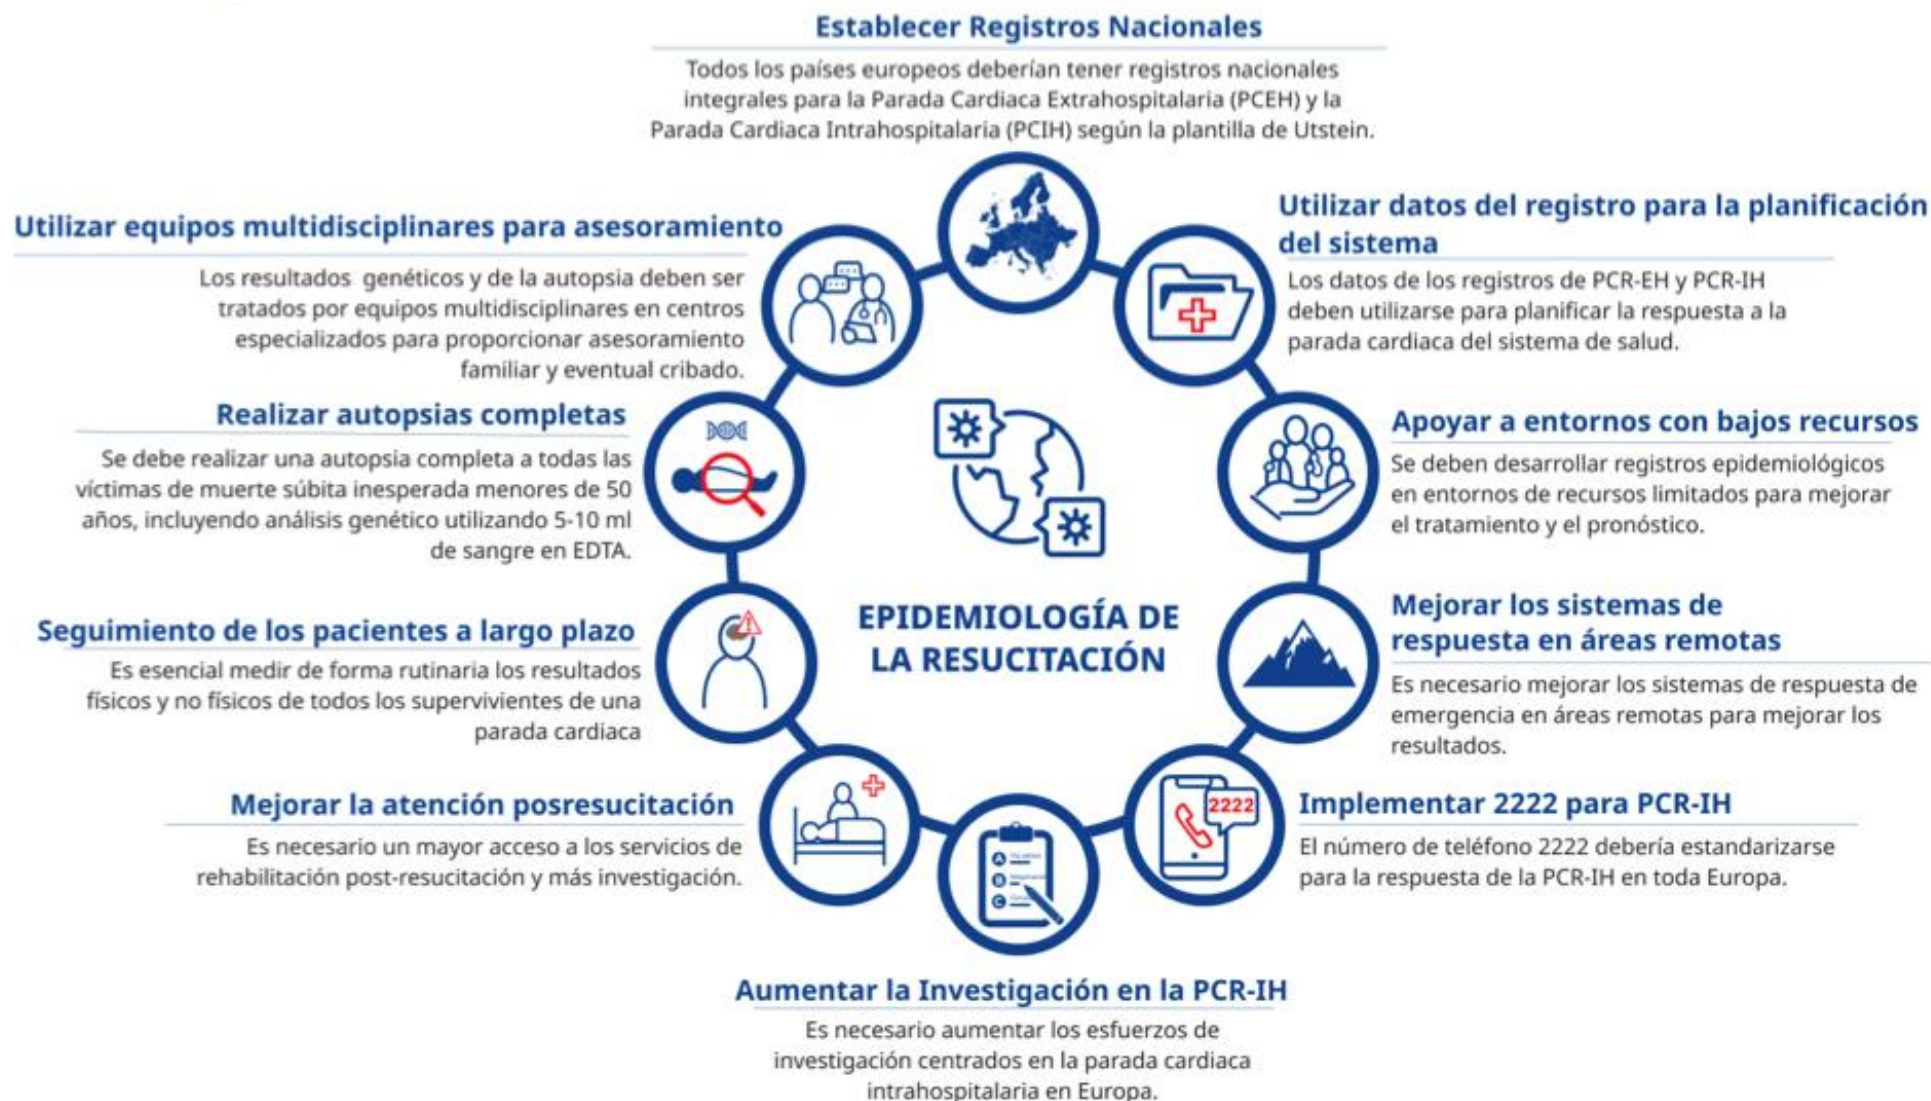 Establecer Registros Nacionales
Todos los países europeos deberían tener registros nacionales
integrales para la Parada Cardiaca Extrahospitalaria (PCEH) y la
Parada Cardiaca Intrahospitalaria (PCIH) según la plantilla de Utstein.
Utilizar datos del registro para la planificación
del sistema
Los datos de los registros de PCR-EH y PCR-IH
deben utilizarse para planificar la respuesta a la
parada cardiaca del sistema de salud.
Apoyar a entornos con bajos recursos
Se deben desarrollar registros epidemiológicos
en entornos de recursos limitados para mejorar
el tratamiento y el pronóstico.
Mejorar los sistemas de
respuesta en áreas remotas
Es necesario mejorar los sistemas de respuesta de
emergencia en áreas remotas para mejorar los
resultados.
2222
Implementar 2222 para PCR-IH
El número de teléfono 2222 debería estandarizarse
para la respuesta de la PCR-IH en toda Europa.
A
B
C
Aumentar la Investigación en la PCR-IH
Es necesario aumentar los esfuerzos de
investigación centrados en la parada cardiaca
intrahospitalaria en Europa.
Mejorar la atención posresucitación
Es necesario un mayor acceso a los servicios de
rehabilitación post-resucitación y más investigación.
Seguimiento de los pacientes a largo plazo
Es esencial medir de forma rutinaria los resultados
físicos y no físicos de todos los supervivientes de una
parada cardiaca
Realizar autopsias completas
Se debe realizar una autopsia completa a todas las
víctimas de muerte súbita inesperada menores de 50
años, incluyendo análisis genético utilizando 5-10 ml
de sangre en EDTA.
Utilizar equipos multidisciplinares para asesoramiento
Los resultados genéticos y de la autopsia deben ser
tratados por equipos multidisciplinares en centros
especializados para proporcionar asesoramiento
familiar y eventual cribado.
EPIDEMIOLOGÍA DE
LA RESUCITACIÓN